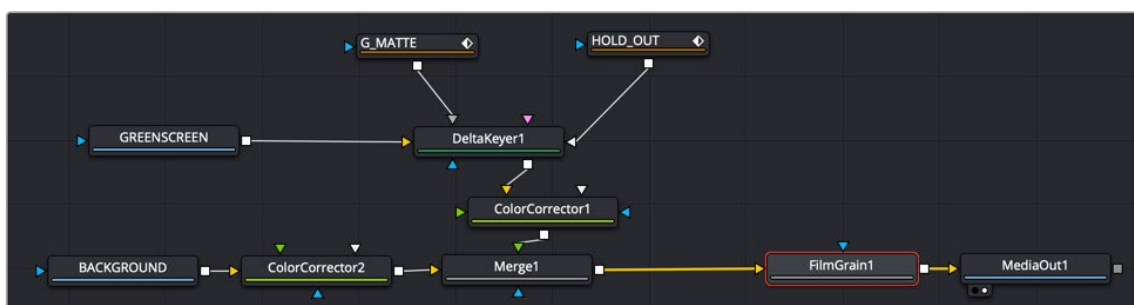 G_MATTE
HOLD_OUT
GREENSCREEN
DeltaKeyer1
ColorCorrector1
BACKGROUND
ColorCorrector2
Merge1
FilmGrain1
MediaOut1